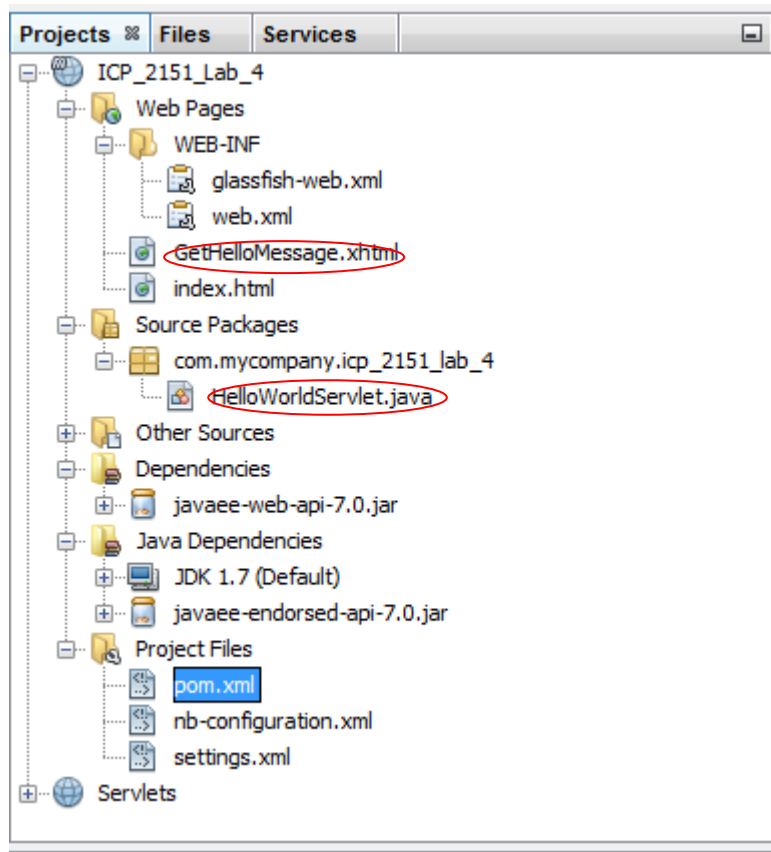 Projects Files Services
ICP_2151_Lab_4
Web Pages
WEB-INF
glassfish-web.xml
web.xml
GetHelloMessage.xhtml
index.html
Source Packages
com.mycompany.icp_2151_lab_4
HelloWorldServlet.java
Other Sources
Dependencies
javaee-web-api-7.0.jar
Java Dependencies
JDK 1.7 (Default)
javaee-endorsed-api-7.0.jar
Project Files
pom.xml
nb-configuration.xml
settings.xml
Servlets